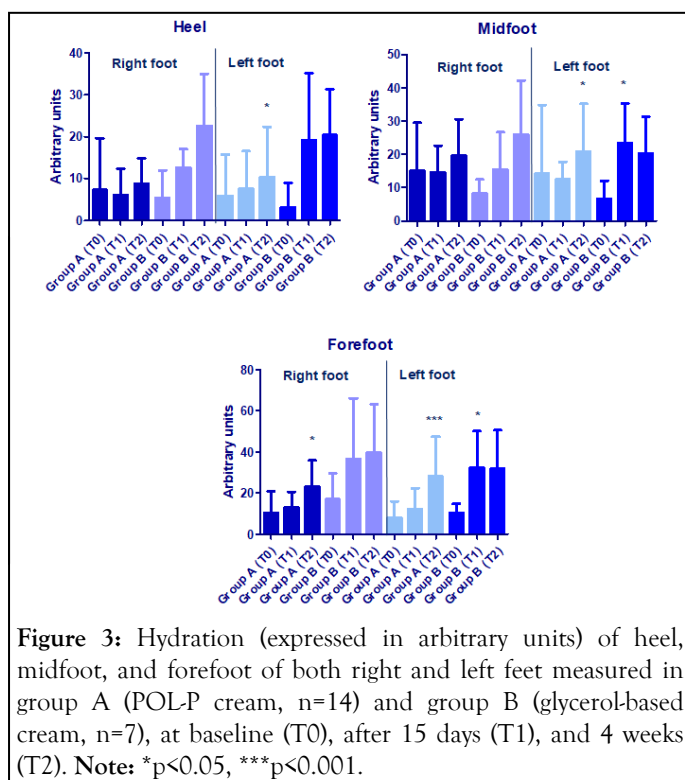 Heel
Right foot
Left foot
Arbitrary units
40
30
20
10
0
*
Group A (T0)
Group A (T1)
Group A (T2)
Group B (T0)
Group B (T1)
Group B (T2)
Group A (T0)
Group A (T1)
Group A (T2)
Group B (T0)
Group B (T1)
Group B (T2)
Midfoot
Right foot
Left foot
Arbitrary units
50
40
30
20
10
0
*
*
Group A (T0)
Group A (T1)
Group A (T2)
Group B (T0)
Group B (T1)
Group B (T2)
Group A (T0)
Group A (T1)
Group A (T2)
Group B (T0)
Group B (T1)
Group B (T2)
Forefoot
Right foot
Left foot
Arbitrary units
80
60
40
20
0
*
***
*
Group A (T0)
Group A (T1)
Group A (T2)
Group B (T0)
Group B (T1)
Group B (T2)
Group A (T0)
Group A (T1)
Group A (T2)
Group B (T0)
Group B (T1)
Group B (T2)
Figure 3: Hydration (expressed in arbitrary units) of heel,
midfoot, and forefoot of both right and left feet measured in
group A (POL-P cream, n=14) and group B (glycerol-based
cream, n=7), at baseline (T0), after 15 days (T1), and 4 weeks
(T2). Note: *p<0.05, ***p<0.001.